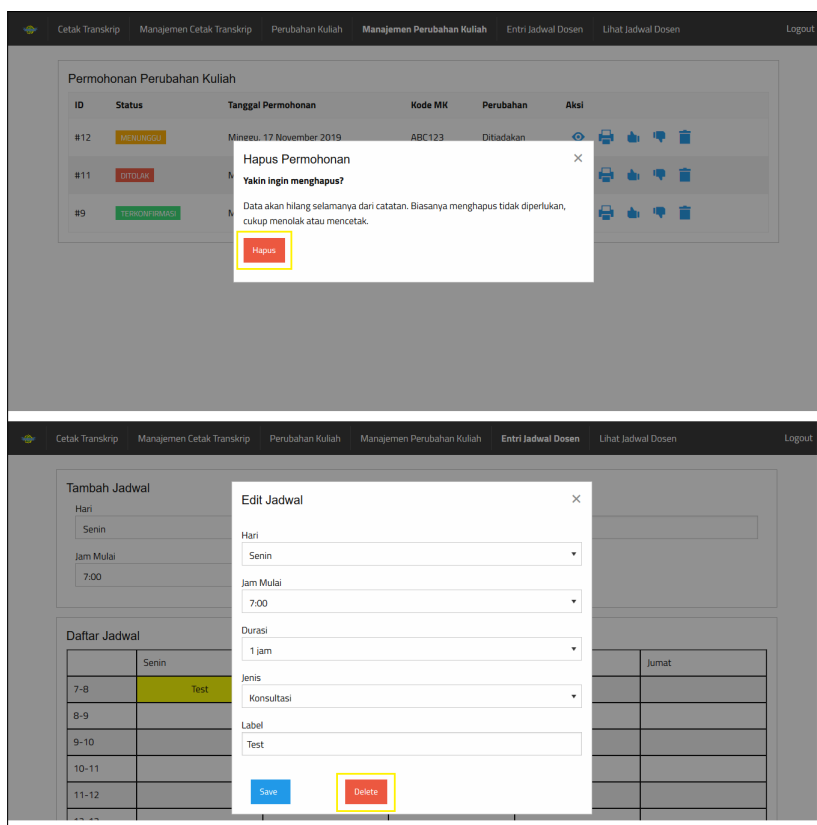 Cetak Transkrip Manajemen Cetak Transkrip Perubahan Kuliah Manajemen Perubahan Kuliah Entri Jadwal Dosen Lihat Jadwal Dosen Logout
Permohonan Perubahan Kuliah
ID Status Tanggal Permohonan Kode MK Perubahan Aksi
#12 MENUNGGU Minggu, 17 November 2019 ABC123 Ditiadakan
Hapus Permohonan ×
#11 DITOLAK M
Yakin ingin menghapus?
Data akan hilang selamanya dari catatan. Biasanya menghapus tidak diperlukan,
#9 TERKONFIRMASI M
cukup menolak atau mencetak.
Hapus
Cetak Transkrip Manajemen Cetak Transkrip Perubahan Kuliah Manajemen Perubahan Kuliah Entri Jadwal Dosen Lihat Jadwal Dosen Logout
Tambah Jadwal
Hari
Senin
Jam Mulai
7:00
Edit Jadwal ×
Hari
Senin
Jam Mulai
7:00
Durasi
1 jam
Jenis
Konsultasi
Label
Test
Save Delete
Daftar Jadwal
Senin Jumat
7-8 Test
8-9
9-10
10-11
11-12